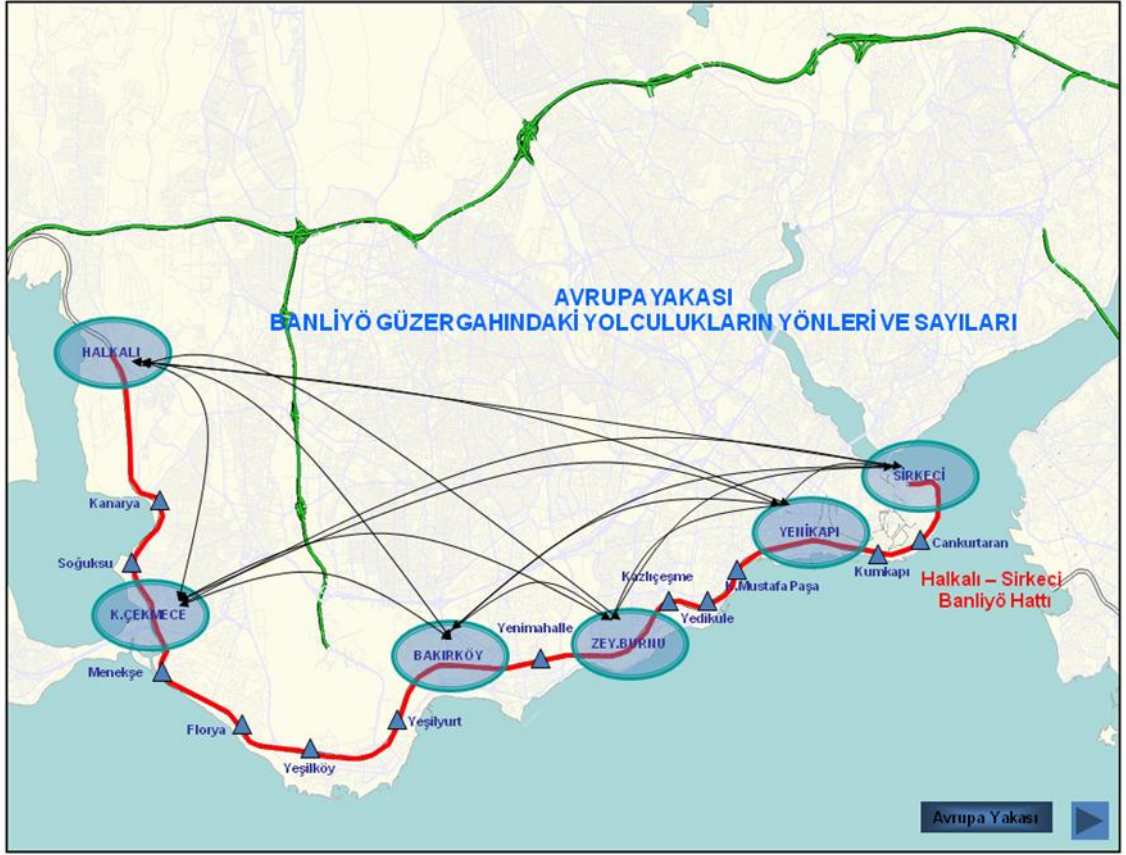 AVRUPA YAKASI
BANLİYÖ GÜZERGAHINDAKİ YOLCULUKLARIN YÖNLERİ VE SAYILARI
HALKALI
SİRKECİ
Kanarya
YENİKAPI
Cankurtaran
Soğuksu
Kumkapı
Kazlıçeşme
K.Mustafa Paşa
Halkalı – Sirkeci
Banliyö Hattı
K.ÇEKMECE
Yedikule
Yenimahalle
ZEY.BURNU
BAKIRKÖY
Menekşe
Florya
Yeşilyurt
Yeşilköy
Avrupa Yakası